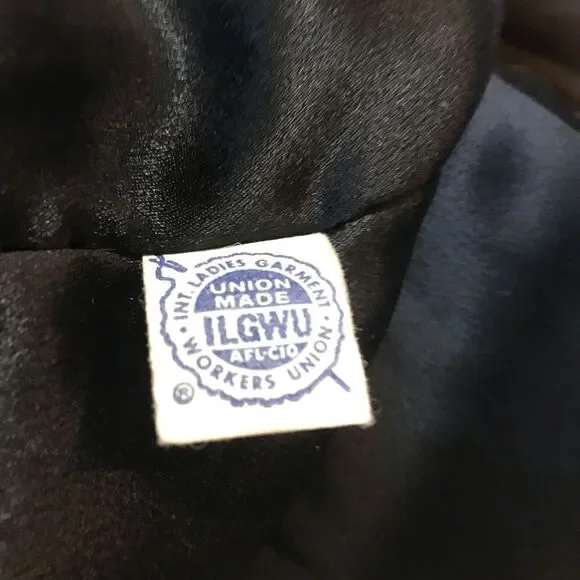 INT. LADIES GARMENT
UNION
MADE
ILGWU
AFL-CIO
WORKERS UNION
®